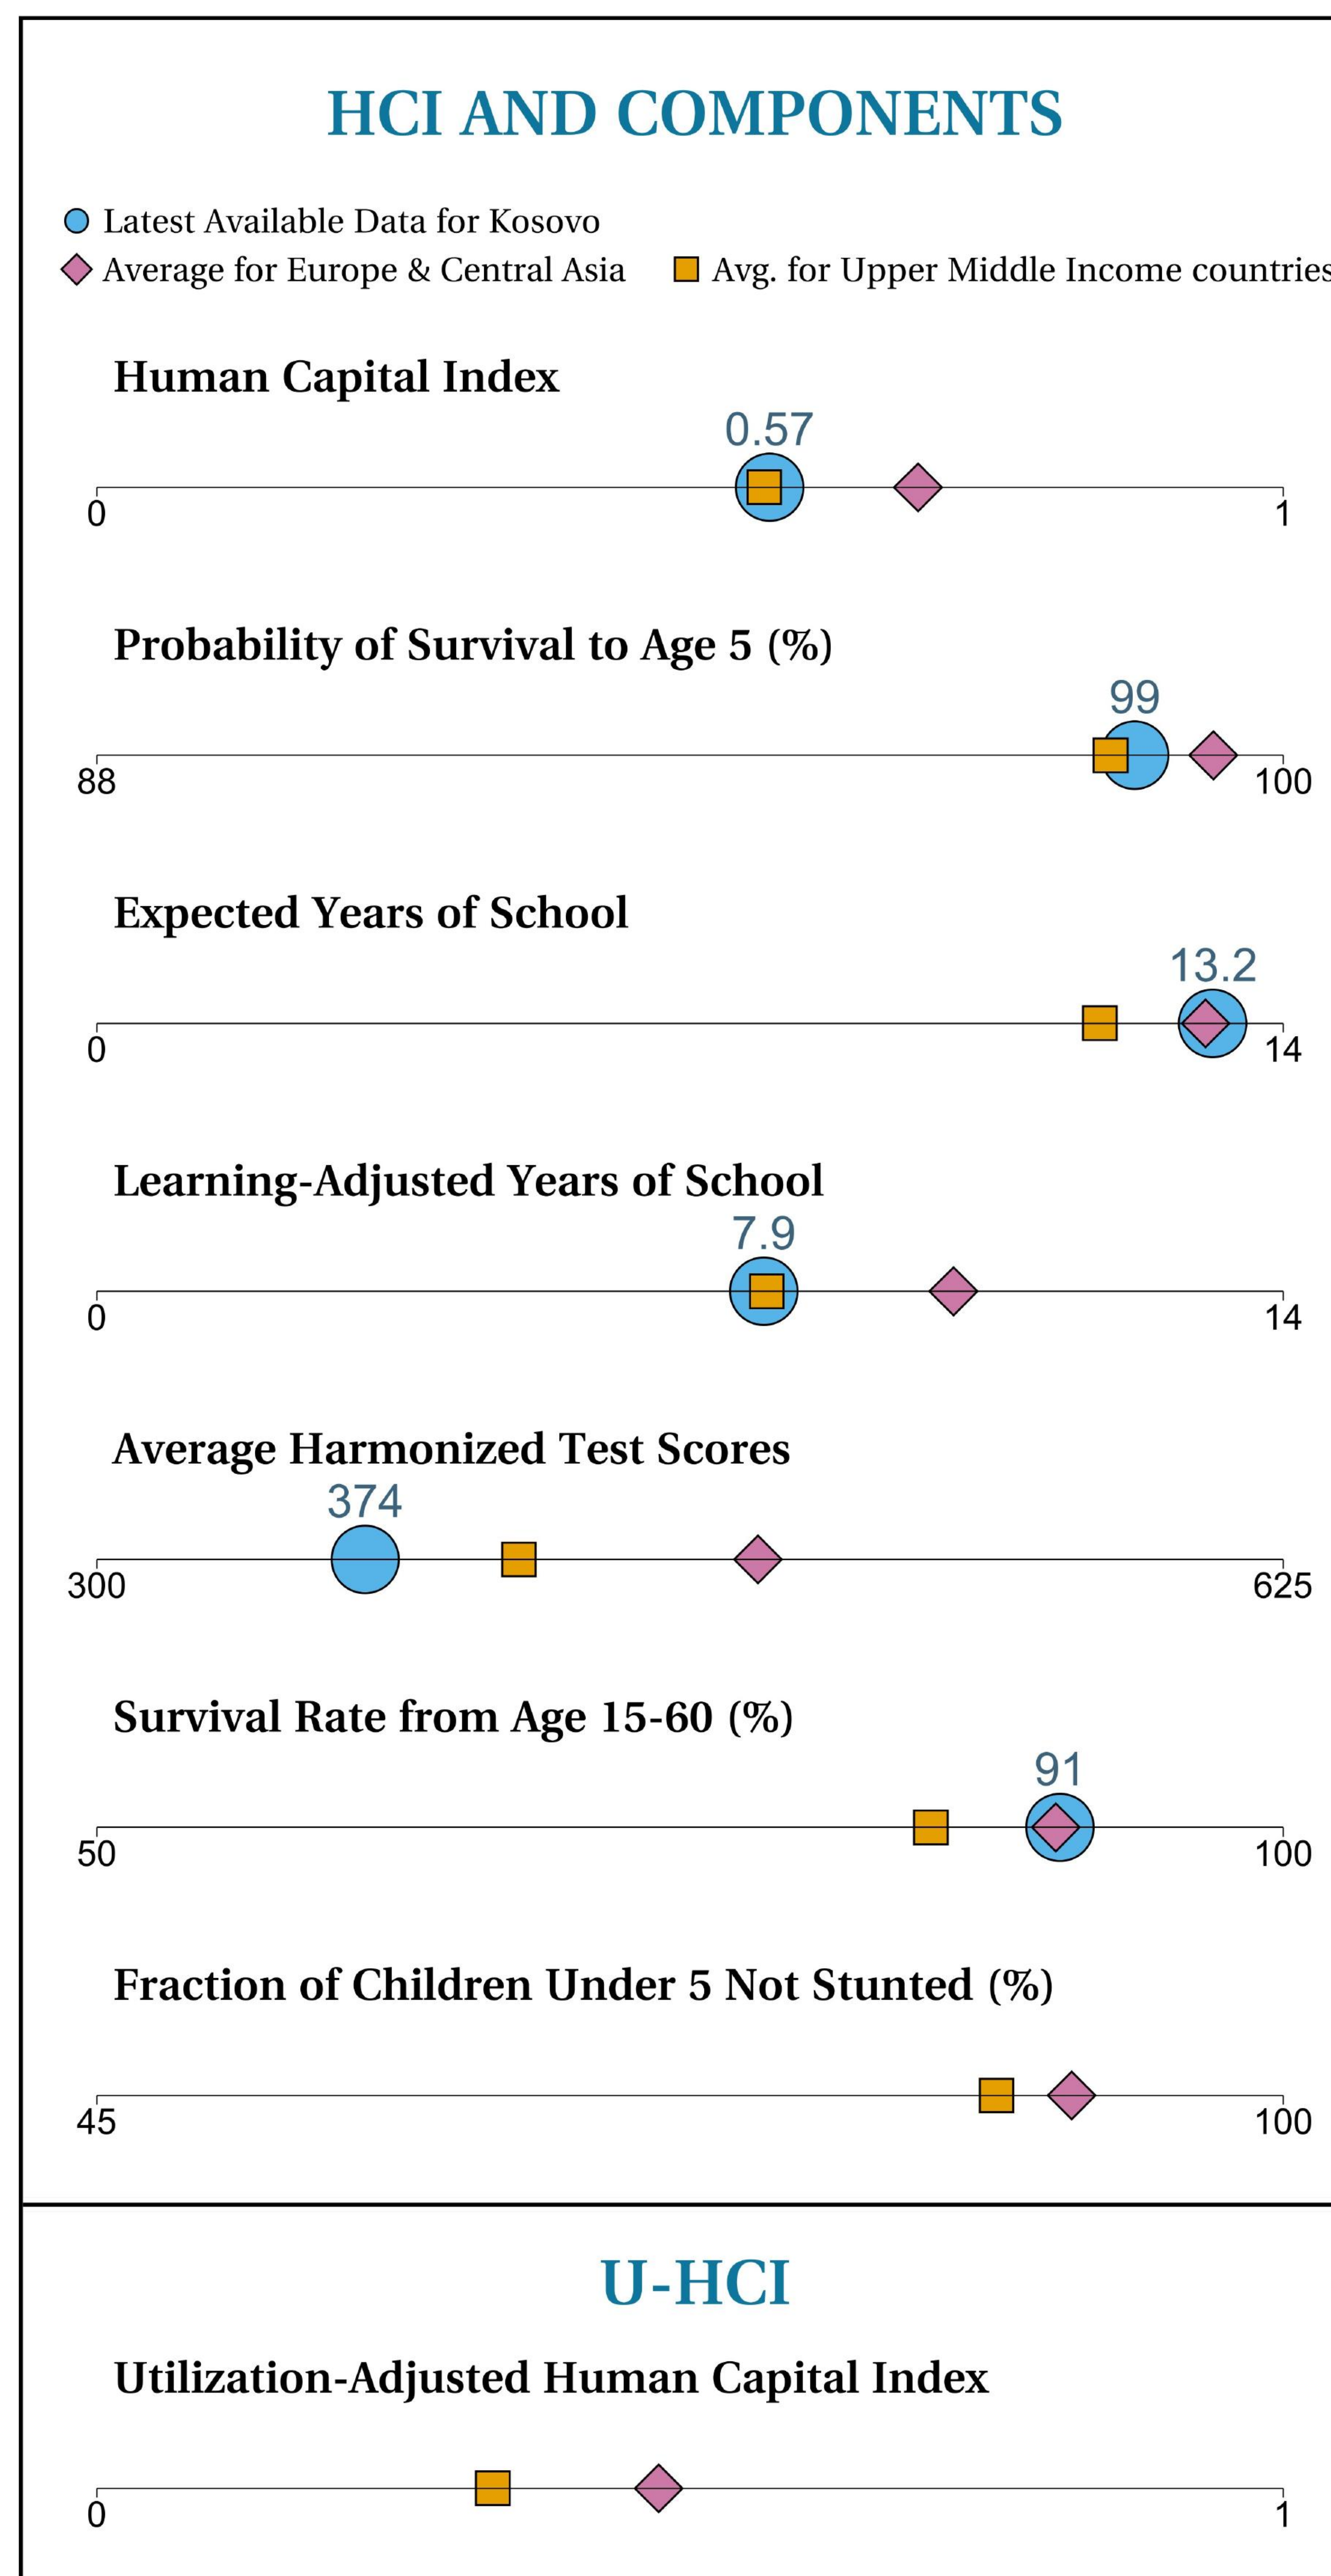 HCI AND COMPONENTS
Latest Available Data for Kosovo
Average for Europe & Central Asia Avg. for Upper Middle Income countries
Human Capital Index
0.57
0 1
Probability of Survival to Age 5 (%)
99
88 100
Expected Years of School
13.2
0 14
Learning-Adjusted Years of School
7.9
0 14
Average Harmonized Test Scores
374
300 625
Survival Rate from Age 15-60 (%)
91
50 100
Fraction of Children Under 5 Not Stunted (%)
45 100
U-HCI
Utilization-Adjusted Human Capital Index
0 1